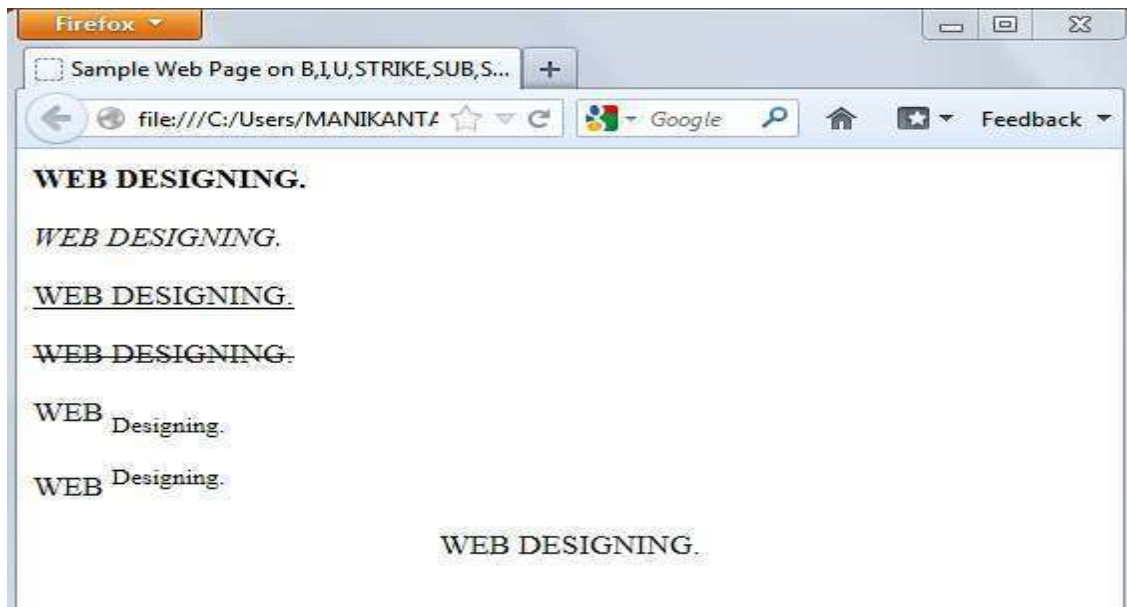 Firefox
Sample Web Page on B,I,U,STRIKE,SUB,S...
file:///C:/Users/MANIKANTA
Google
Feedback
WEB DESIGNING.
WEB DESIGNING.
WEB DESIGNING.
WEB DESIGNING.
WEB Designing.
WEB Designing.
WEB DESIGNING.